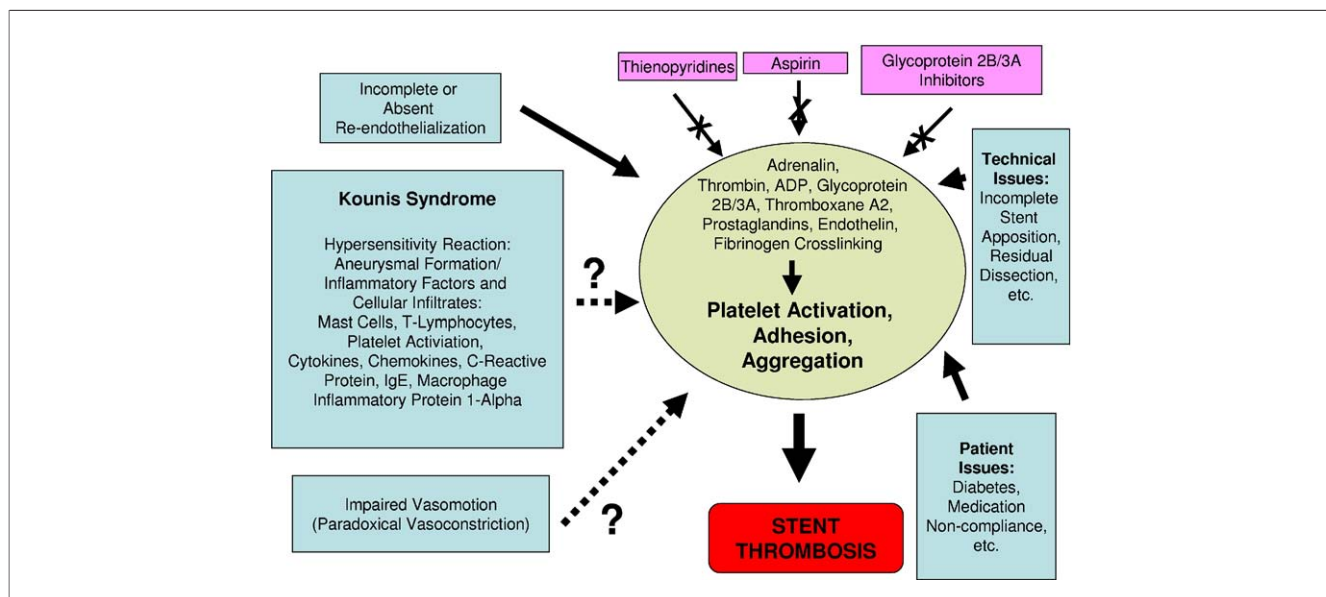 Thienopyridines
Aspirin
Glycoprotein 2B/3A
Inhibitors
Incomplete or
Absent
Re-endothelialization
Adrenalin,
Thrombin, ADP, Glycoprotein
2B/3A, Thromboxane A2,
Prostaglandins, Endothelin,
Fibrinogen Crosslinking
Platelet Activation,
Adhesion,
Aggregation
Technical
Issues:
Incomplete
Stent
Apposition,
Residual
Dissection,
etc.
Kounis Syndrome
Hypersensitivity Reaction:
Aneurysmal Formation/
Inflammatory Factors and
Cellular Infiltrates:
Mast Cells, T-Lymphocytes,
Platelet Activiation,
Cytokines, Chemokines, C-Reactive
Protein, IgE, Macrophage
Inflammatory Protein 1-Alpha
?
Impaired Vasomotion
(Paradoxical Vasoconstriction)
?
STENT
THROMBOSIS
Patient
Issues:
Diabetes,
Medication
Non-compliance,
etc.